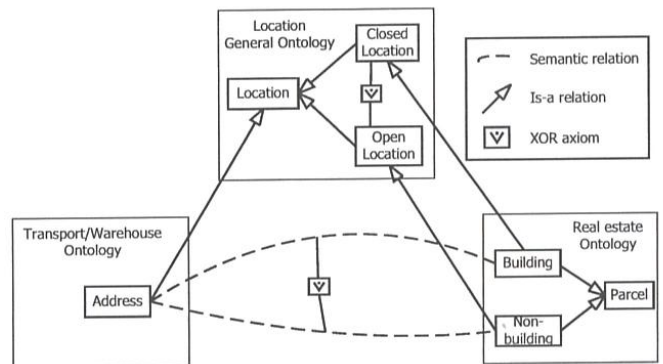 Location
General Ontology
Closed
Location
Location
Open
Location
Semantic relation
Is-a relation
XOR axiom
Transport/Warehouse
Ontology
Address
Real estate
Ontology
Building
Parcel
Non-
building